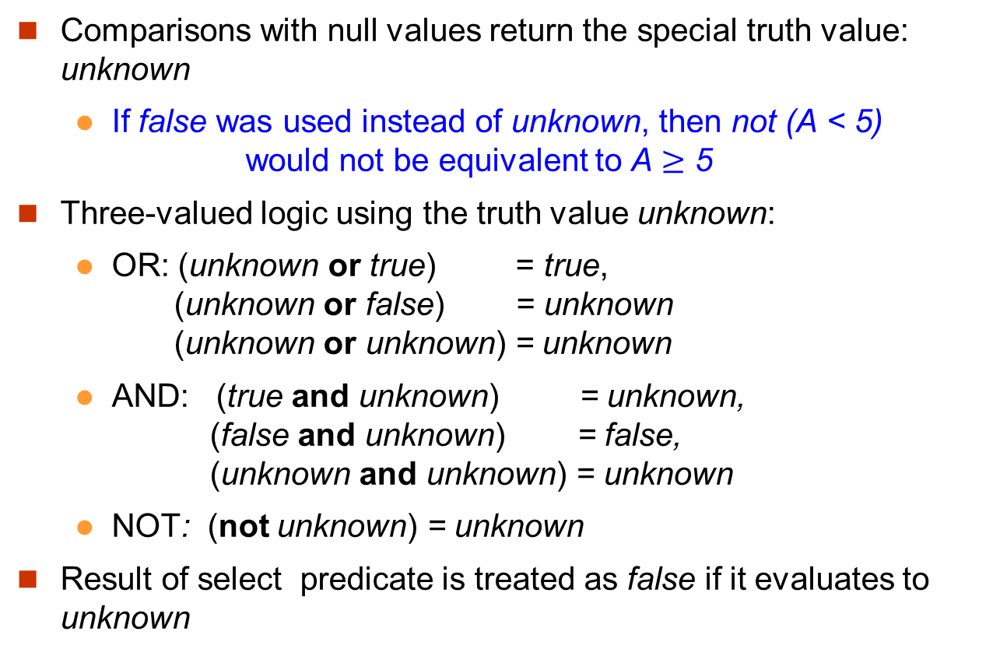 Comparisons with null values return the special truth value:
unknown
If false was used instead of unknown, then not (A < 5)
would not be equivalent to A ≥ 5
Three-valued logic using the truth value unknown:
OR: (unknown or true) = true,
(unknown or false) = unknown
(unknown or unknown) = unknown
AND: (true and unknown) = unknown,
(false and unknown) = false,
(unknown and unknown) = unknown
NOT: (not unknown) = unknown
Result of select predicate is treated as false if it evaluates to
unknown